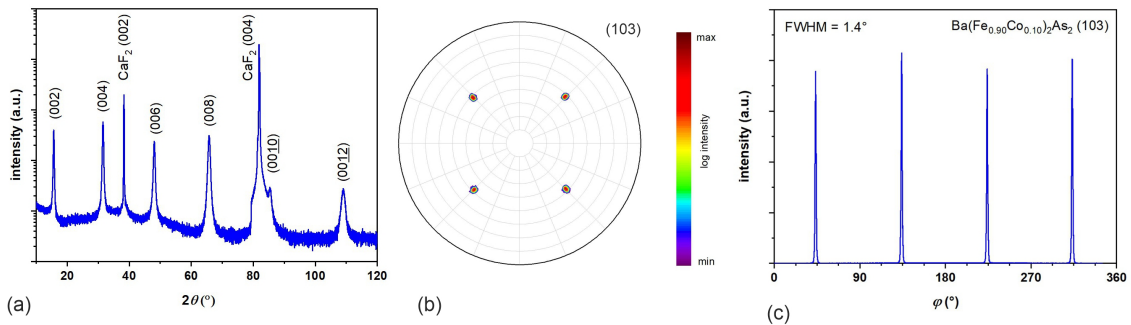 intensity (a.u.)
(002)
(004)
CaF₂ (002)
(006)
(008)
CaF₂ (004)
(0010)
(0012)
20 40 60 80 100 120
2θ (°)
(a)
(103)
max
log intensity
min
(b)
FWHM = 1.4°
Ba(Fe₀.₉₀Co₀.₁₀)₂As₂ (103)
intensity (a.u.)
0 90 180 270 360
φ (°)
(c)